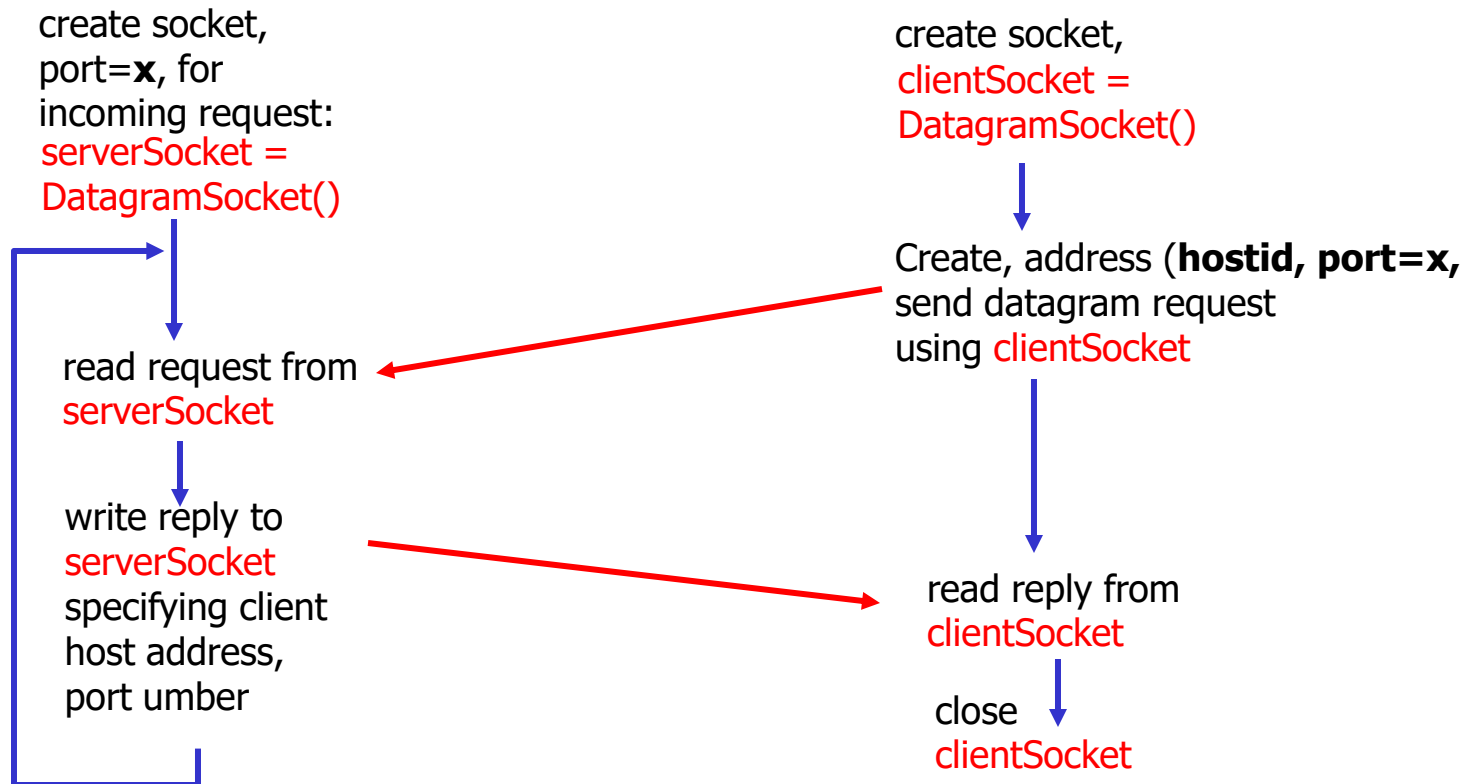 create socket,
port=x, for
incoming request:
serverSocket =
DatagramSocket()
read request from
serverSocket
write reply to
serverSocket
specifying client
host address,
port umber
create socket,
clientSocket =
DatagramSocket()
Create, address (hostid, port=x,
send datagram request
using clientSocket
read reply from
clientSocket
close
clientSocket